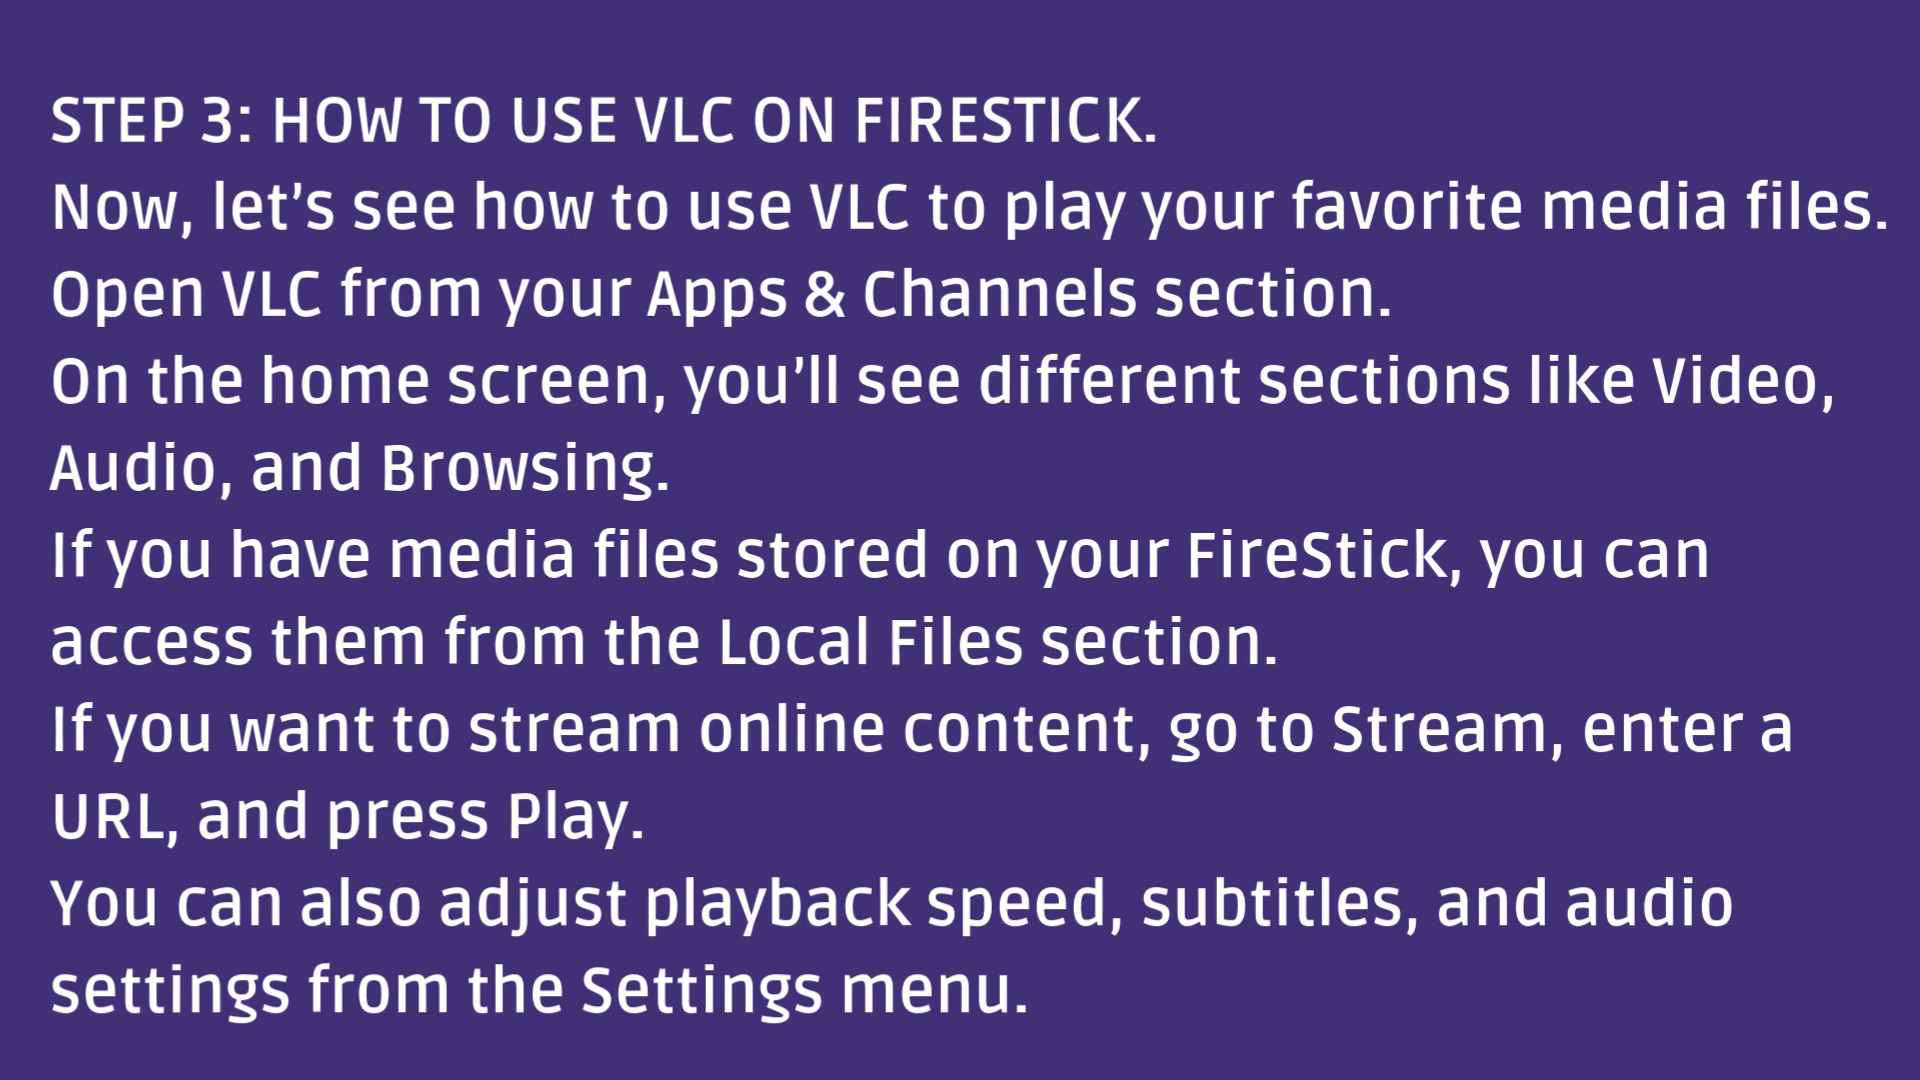 STEP 3: HOW TO USE VLC ON FIRESTICK.
Now, let’s see how to use VLC to play your favorite media files.
Open VLC from your Apps & Channels section.
On the home screen, you’ll see different sections like Video,
Audio, and Browsing.
If you have media files stored on your FireStick, you can
access them from the Local Files section.
If you want to stream online content, go to Stream, enter a
URL, and press Play.
You can also adjust playback speed, subtitles, and audio
settings from the Settings menu.